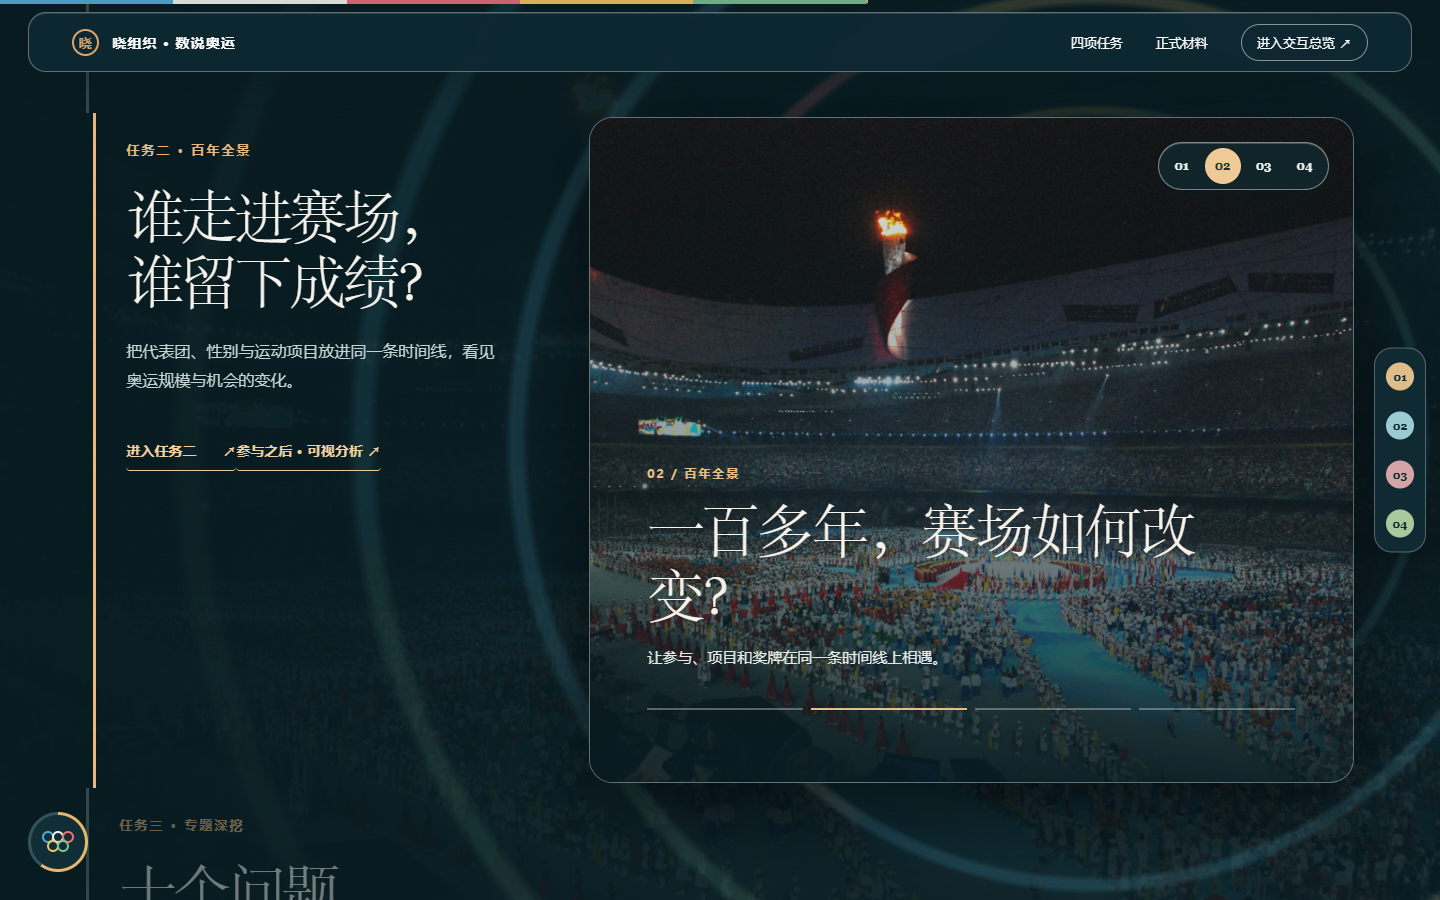 晓 晓组织 • 数说奥运
四项任务 正式材料 进入交互总览 ↗
任务二 • 百年全景
谁走进赛场，
谁留下成绩？
把代表团、性别与运动项目放进同一条时间线，看见
奥运规模与机会的变化。
进入任务二 ↗ 参与之后 • 可视分析 ↗
01 02 03 04
02 / 百年全景
一百多年，赛场如何改
变？
让参与、项目和奖牌在同一条时间线上相遇。
01
02
03
04
任务三 • 专题深挖
十个问题